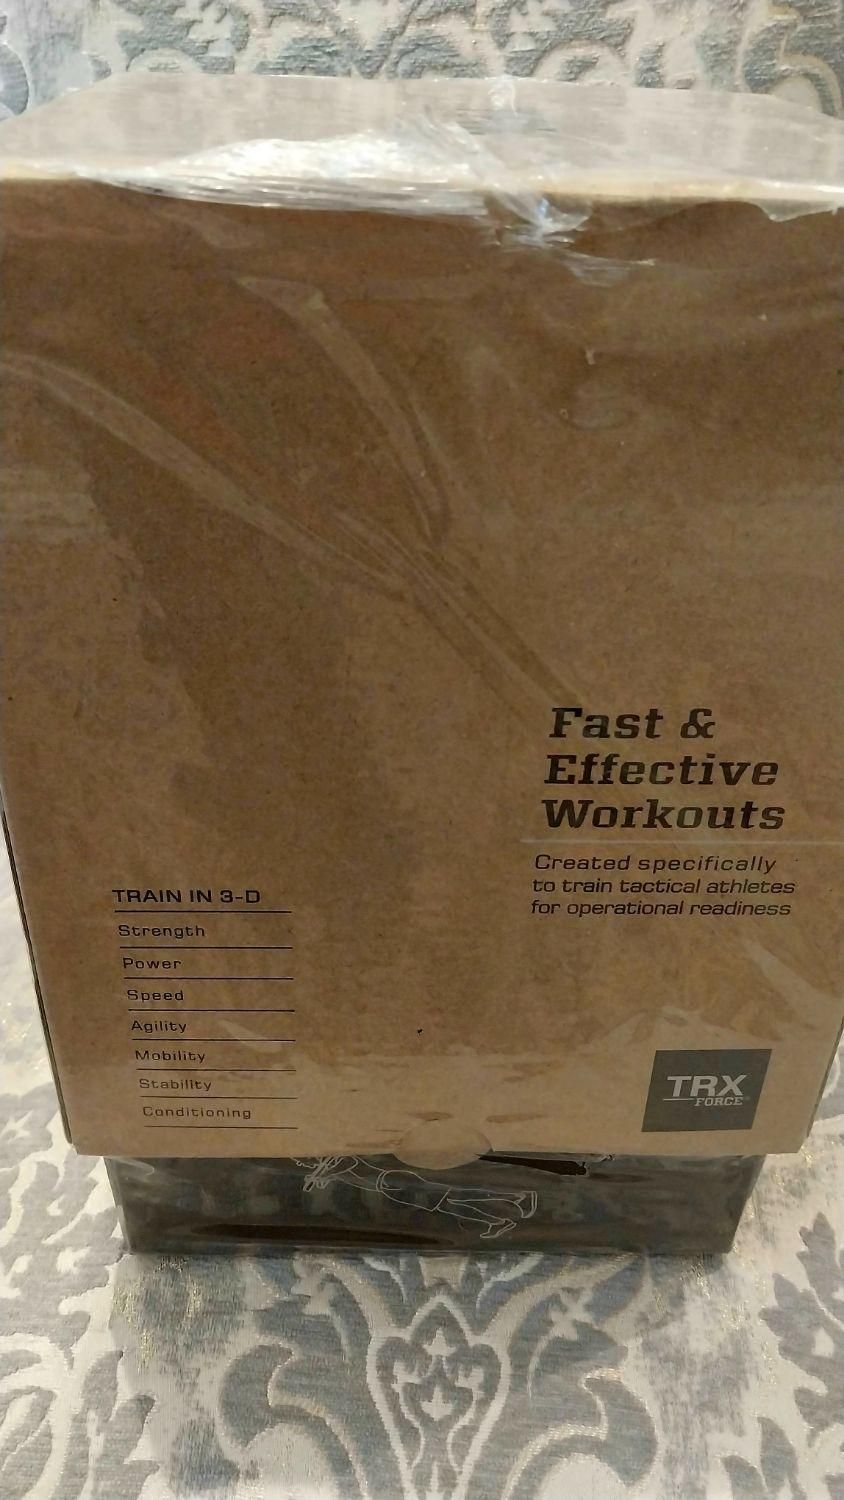 Fast &
Effective
Workouts
Created specifically
to train tactical athletes
for operational readiness
TRAIN IN 3-D
Strength
Power
Speed
Agility
Mobility
Stability
Conditioning
TRX
FORCE®